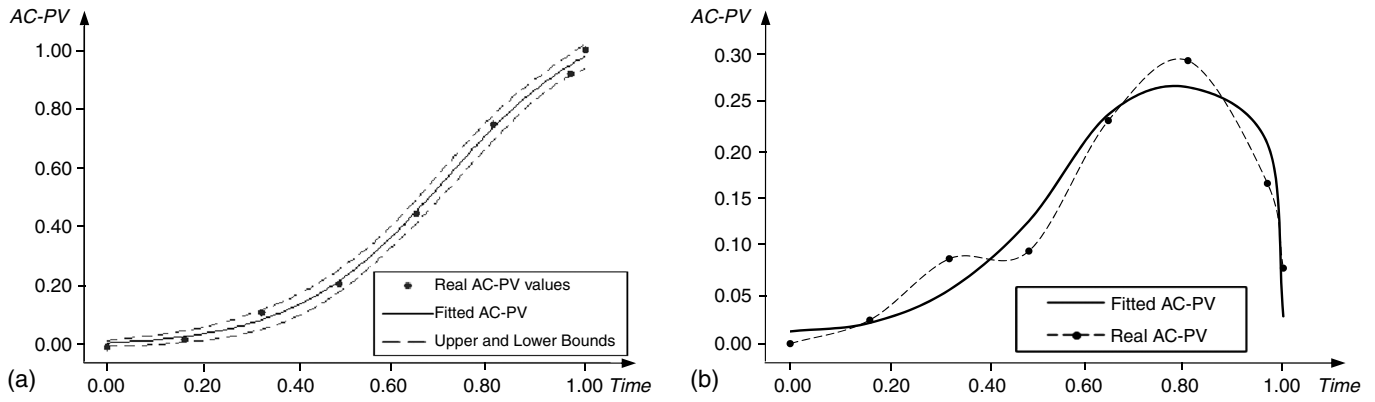 AC-PV
1.00
0.80
0.60
0.40
0.20
0.00
Real AC-PV values
Fitted AC-PV
Upper and Lower Bounds
0.00 0.20 0.40 0.60 0.80 1.00 Time
(a)
AC-PV
0.30
0.25
0.20
0.15
0.10
0.05
0.00
Fitted AC-PV
Real AC-PV
0.00 0.20 0.40 0.60 0.80 1.00 Time
(b)